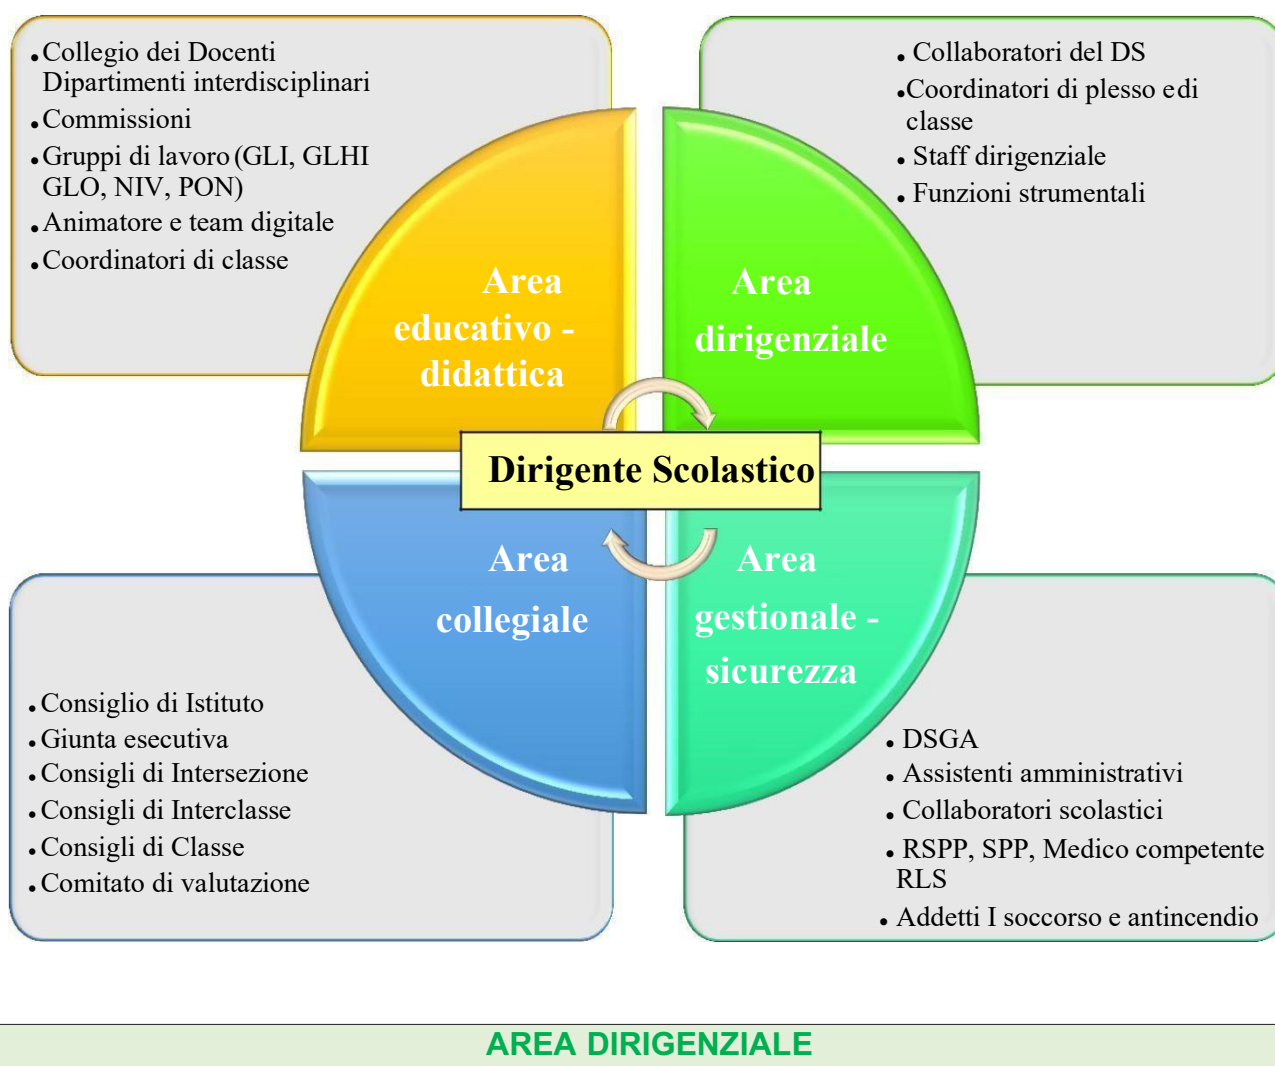 .Collegio dei Docenti
Dipartimenti interdisciplinari
.Commissioni
.Gruppi di lavoro (GLI, GLHI
GLO, NIV, PON)
.Animatore e team digitale
.Coordinatori di classe
. Collaboratori del DS
.Coordinatori di plesso edi
classe
. Staff dirigenziale
. Funzioni strumentali
Area
educativo -
didattica
Area
dirigenziale
Dirigente Scolastico
Area
collegiale
Area
gestionale -
sicurezza
.Consiglio di Istituto
.Giunta esecutiva
.Consigli di Intersezione
.Consigli di Interclasse
.Consigli di Classe
.Comitato di valutazione
. DSGA
. Assistenti amministrativi
. Collaboratori scolastici
. RSPP, SPP, Medico competente
RLS
. Addetti I soccorso e antincendio
AREA DIRIGENZIALE